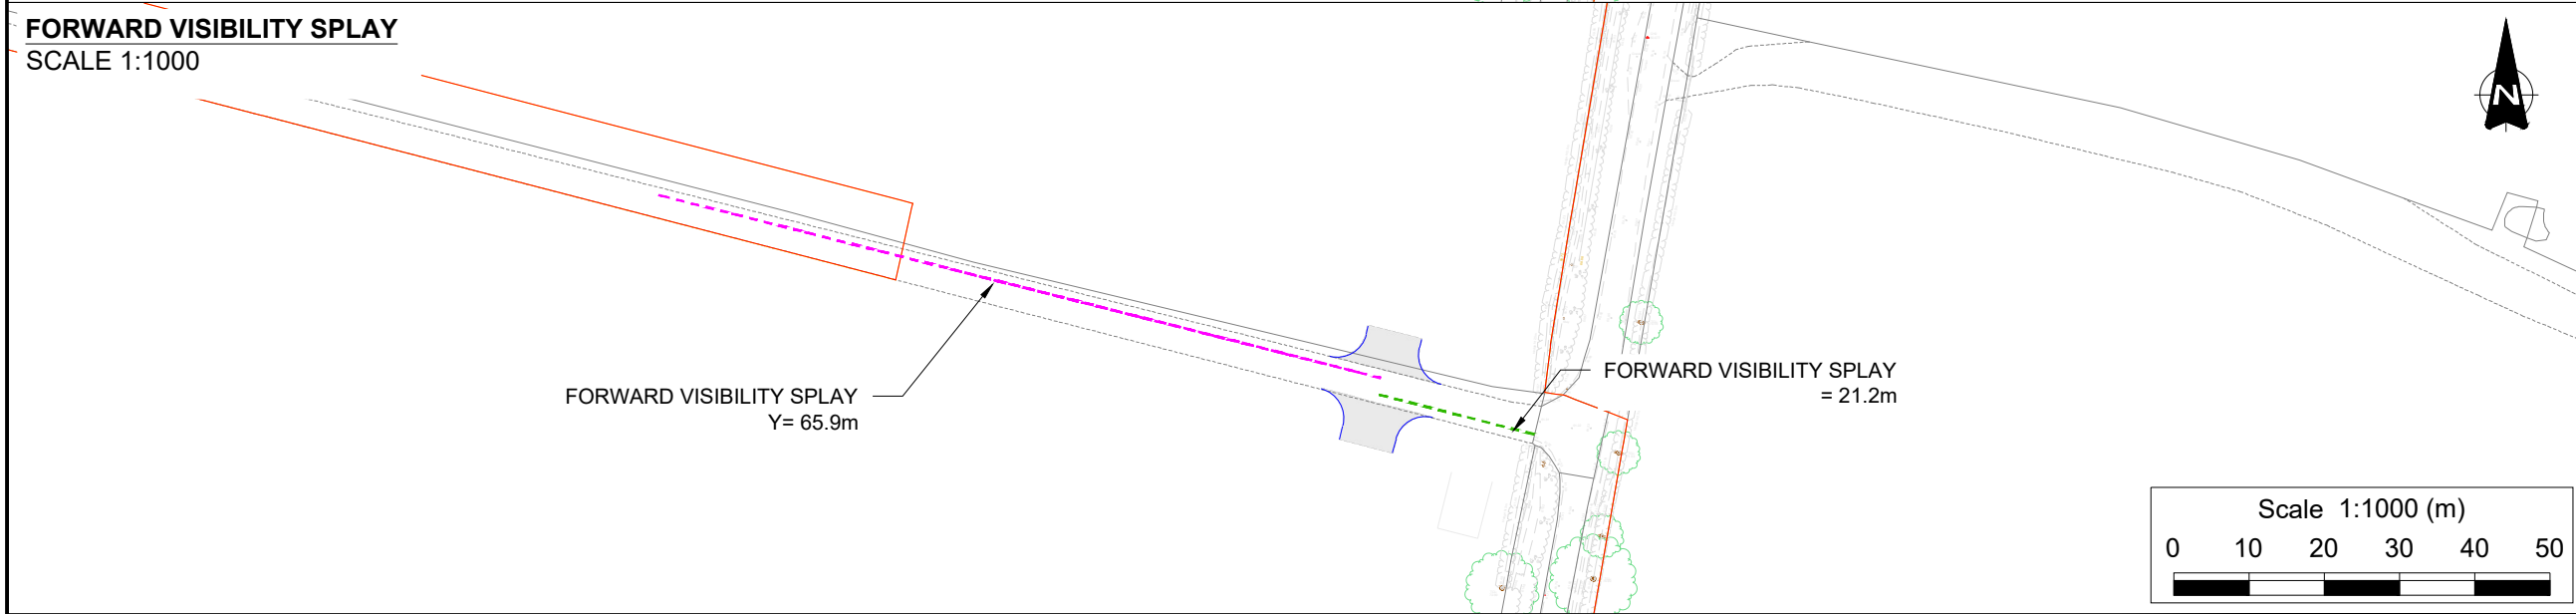 FORWARD VISIBILITY SPLAY
SCALE 1:1000
N
FORWARD VISIBILITY SPLAY
Y= 65.9m
FORWARD VISIBILITY SPLAY
= 21.2m
Scale 1:1000 (m)
0 10 20 30 40 50